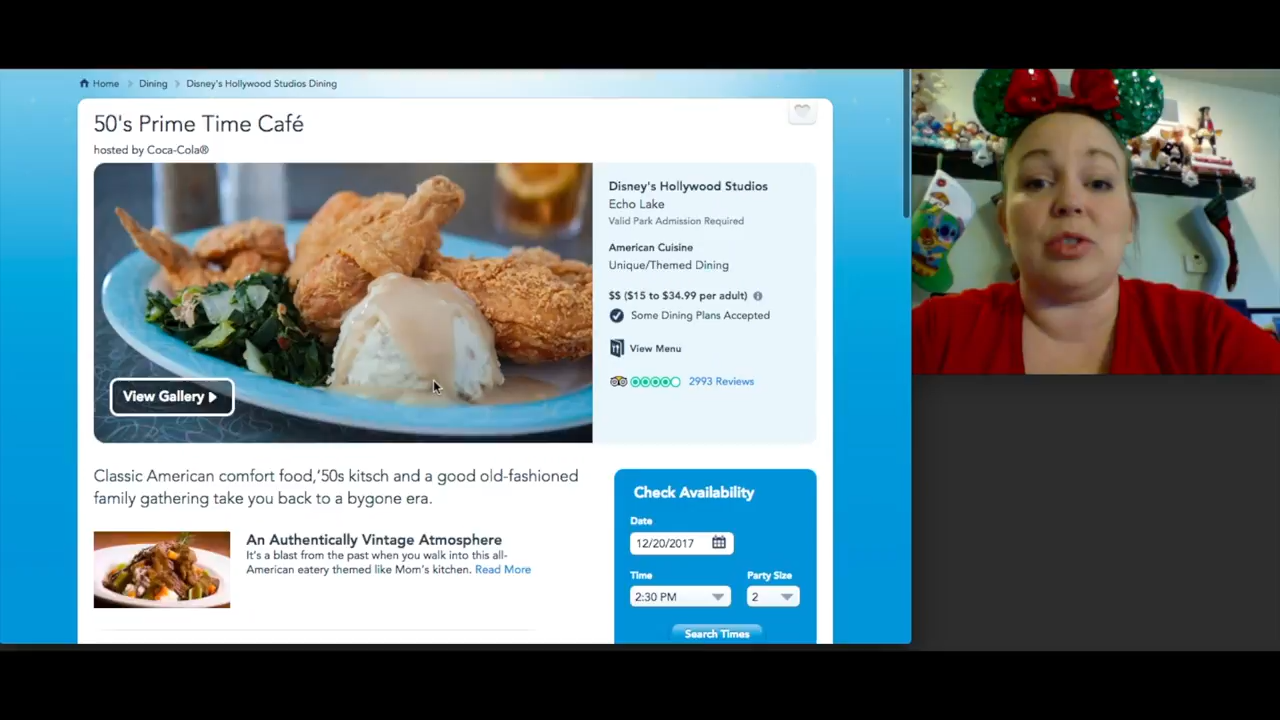 Home > Dining > Disney's Hollywood Studios Dining
50's Prime Time Café
hosted by Coca-Cola®
View Gallery
Disney's Hollywood Studios
Echo Lake
Valid Park Admission Required
American Cuisine
Unique/Themed Dining
$$ ($15 to $34.99 per adult)
Some Dining Plans Accepted
View Menu
2993 Reviews
Classic American comfort food,'50s kitsch and a good old-fashioned
family gathering take you back to a bygone era.
An Authentically Vintage Atmosphere
It's a blast from the past when you walk into this all-
American eatery themed like Mom's kitchen. Read More
Check Availability
Date
12/20/2017
Time Party Size
2:30 PM 2
Search Times